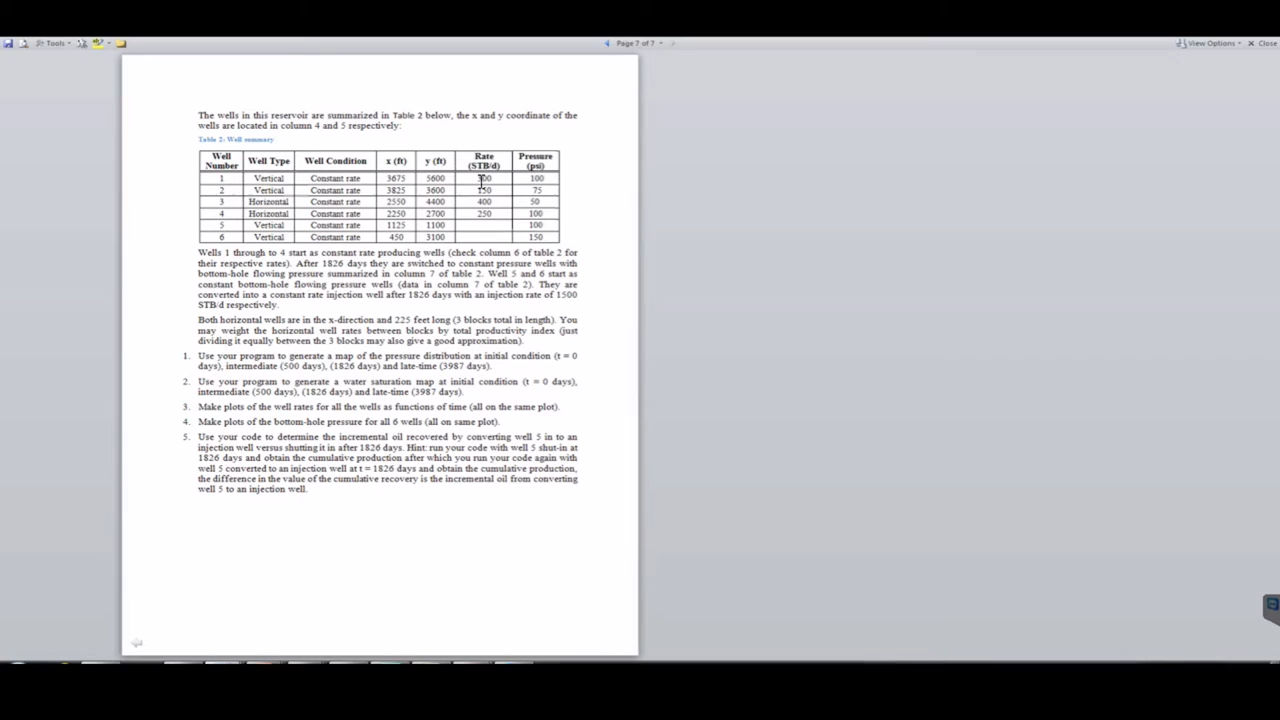 Tools
Page 7 of 7
View Options
Close
The wells in this reservoir are summarized in Table 2 below, the x and y coordinate of the
wells are located in column 4 and 5 respectively:
Table 2: Well summary
Well Number Well Type Well Condition x (ft) y (ft) Rate (STB/d) Pressure (psi)
1 Vertical Constant rate 3675 5600 300 100
2 Vertical Constant rate 3825 3600 150 75
3 Horizontal Constant rate 2550 4400 400 50
4 Horizontal Constant rate 2250 2700 250 100
5 Vertical Constant rate 1125 1100 100
6 Vertical Constant rate 450 3100 150
Wells 1 through to 4 start as constant rate producing wells (check column 6 of table 2 for
their respective rates). After 1826 days they are switched to constant pressure wells with
bottom-hole flowing pressure summarized in column 7 of table 2. Well 5 and 6 start as
constant bottom-hole flowing pressure wells (data in column 7 of table 2). They are
converted into a constant rate injection well after 1826 days with an injection rate of 1500
STB/d respectively.
Both horizontal wells are in the x-direction and 225 feet long (3 blocks total in length). You
may weight the horizontal well rates between blocks by total productivity index (just
dividing it equally between the 3 blocks may also give a good approximation).
1. Use your program to generate a map of the pressure distribution at initial condition (t = 0
days), intermediate (500 days), (1826 days) and late-time (3987 days).
2. Use your program to generate a water saturation map at initial condition (t = 0 days),
intermediate (500 days), (1826 days) and late-time (3987 days).
3. Make plots of the well rates for all the wells as functions of time (all on the same plot).
4. Make plots of the bottom-hole pressure for all 6 wells (all on same plot).
5. Use your code to determine the incremental oil recovered by converting well 5 in to an
injection well versus shutting it in after 1826 days. Hint: run your code with well 5 shut-in at
1826 days and obtain the cumulative production after which you run your code again with
well 5 converted to an injection well at t = 1826 days and obtain the cumulative production,
the difference in the value of the cumulative recovery is the incremental oil from converting
well 5 to an injection well.